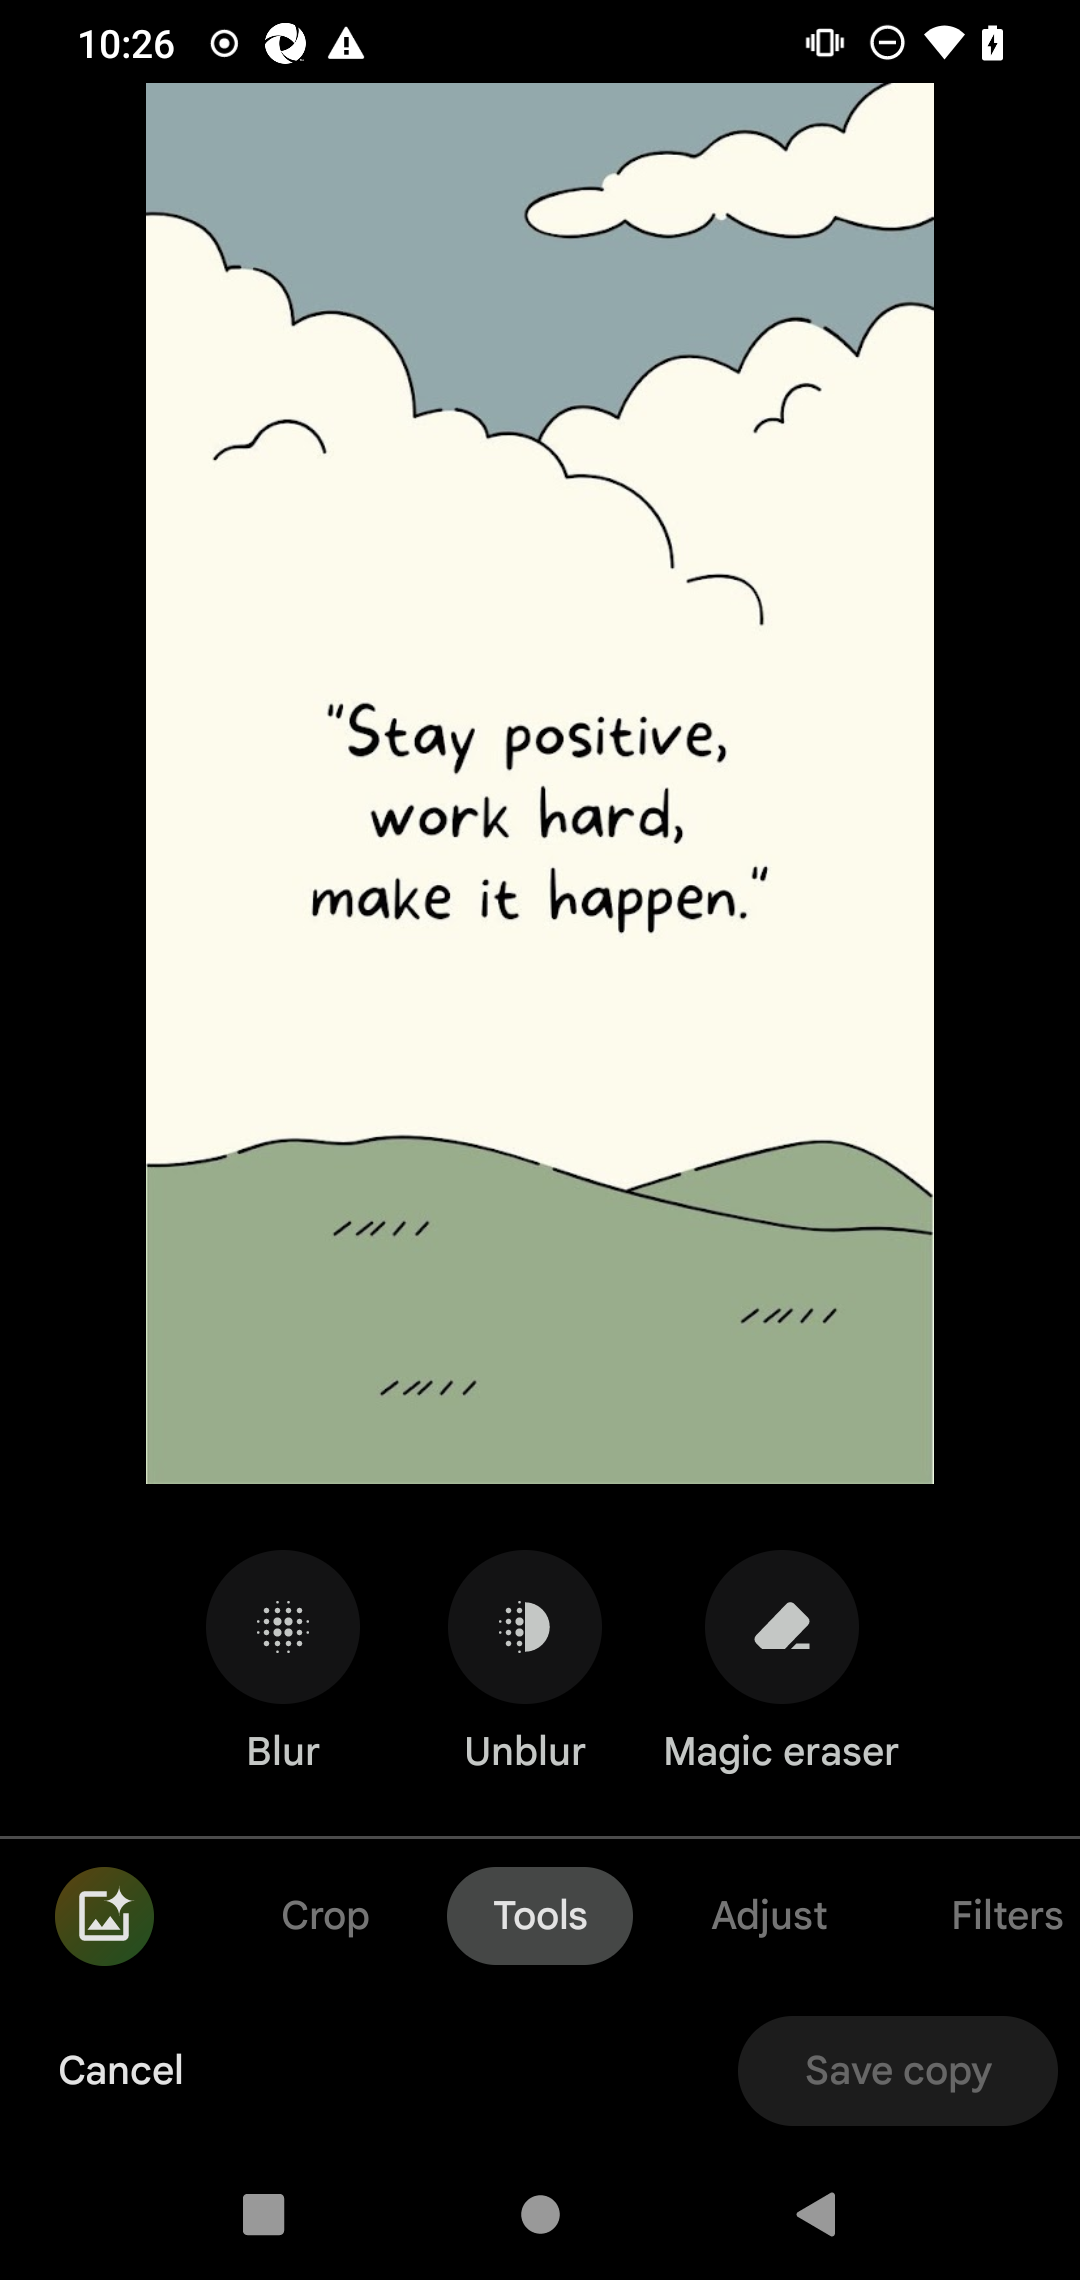 10:26
"Stay positive,
work hard,
make it happen."
Blur
Unblur
Magic eraser
Crop
Tools
Adjust
Filters
Cancel
Save copy